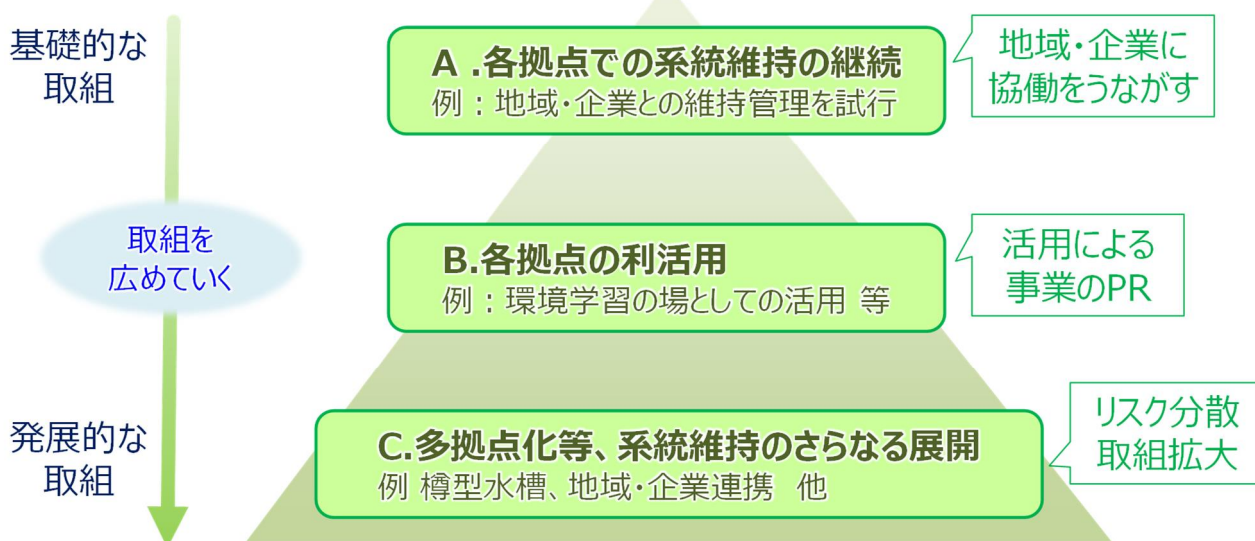 基礎的な
取組
A .各拠点での系統維持の継続
例：地域・企業との維持管理を試行
地域・企業に
協働をうながす
取組を
広めていく
B.各拠点の利活用
例：環境学習の場としての活用 等
活用による
事業のPR
発展的な
取組
C.多拠点化等、系統維持のさらなる展開
例 樽型水槽、地域・企業連携 他
リスク分散
取組拡大